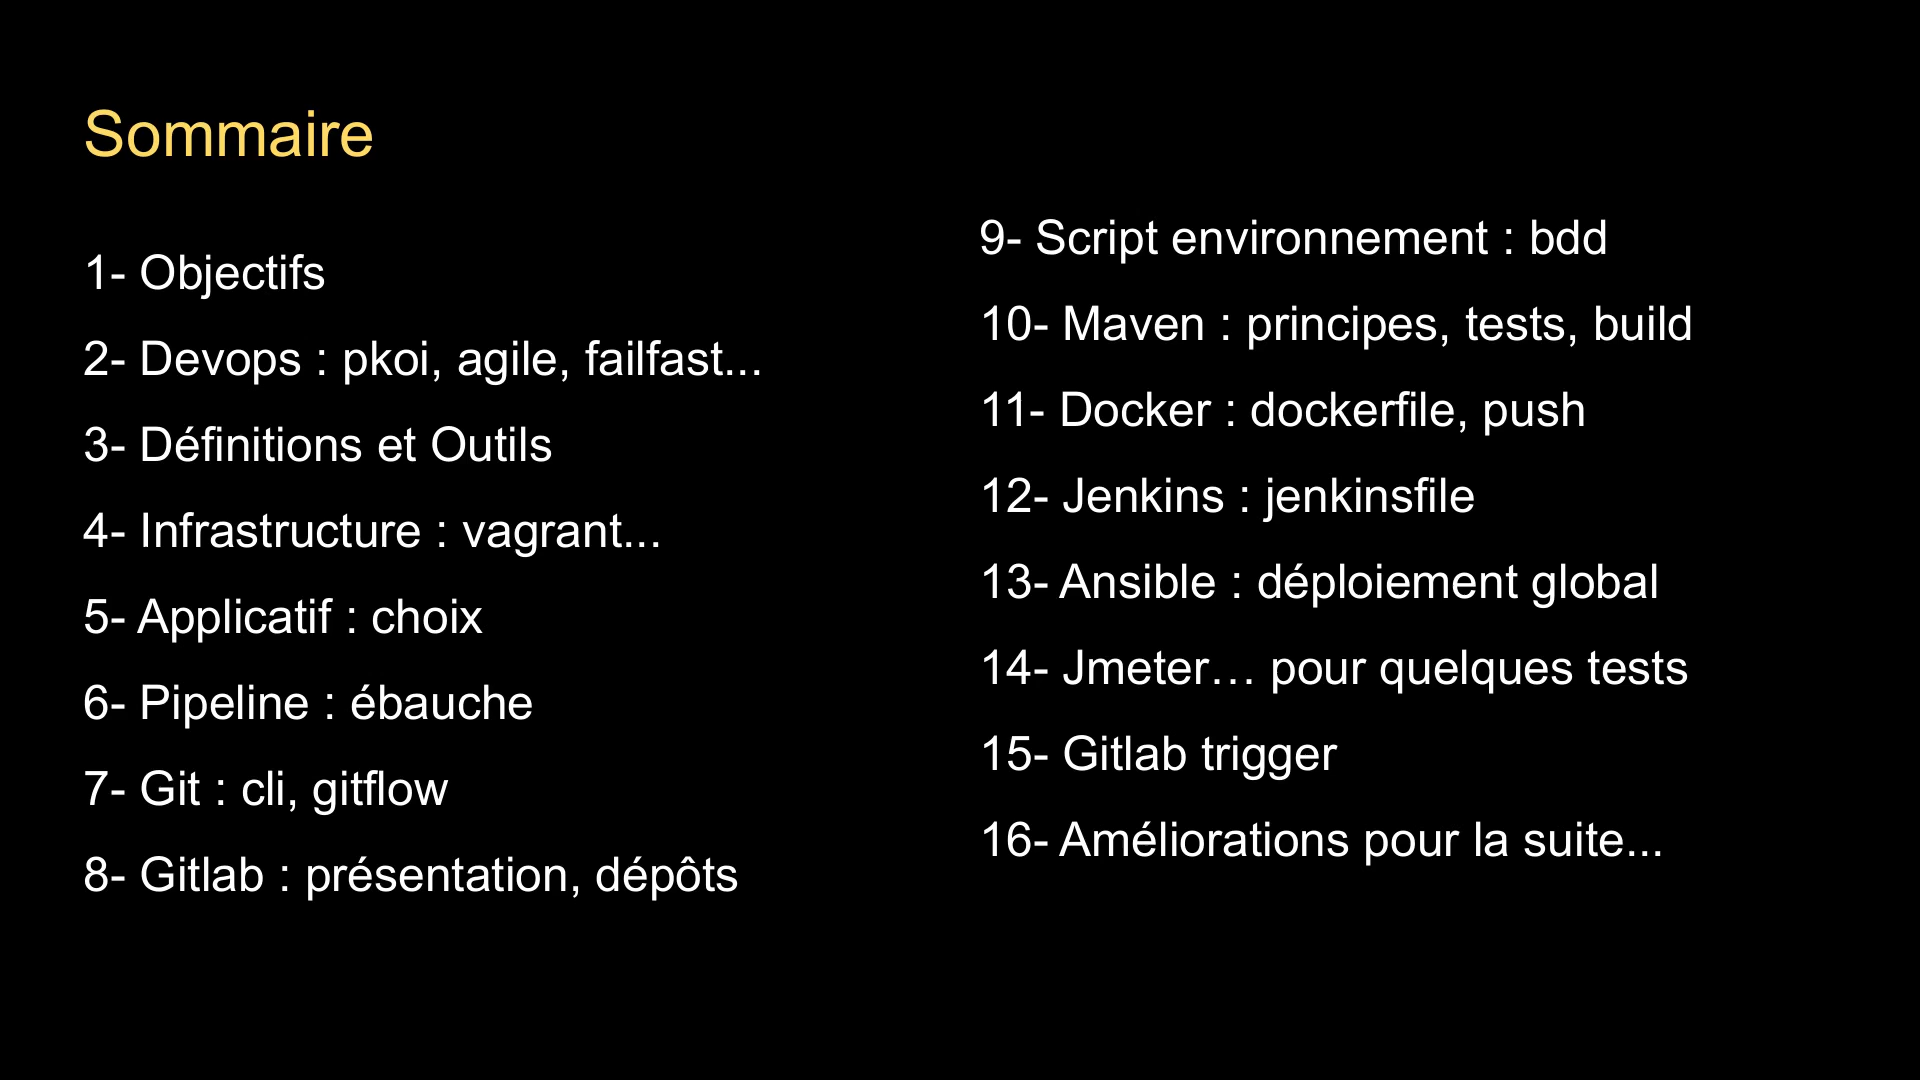 Sommaire
1- Objectifs
2- Devops : pkoi, agile, failfast...
3- Définitions et Outils
4- Infrastructure : vagrant...
5- Applicatif : choix
6- Pipeline : ébauche
7- Git : cli, gitflow
8- Gitlab : présentation, dépôts
9- Script environnement : bdd
10- Maven : principes, tests, build
11- Docker : dockerfile, push
12- Jenkins : jenkinsfile
13- Ansible : déploiement global
14- Jmeter… pour quelques tests
15- Gitlab trigger
16- Améliorations pour la suite...